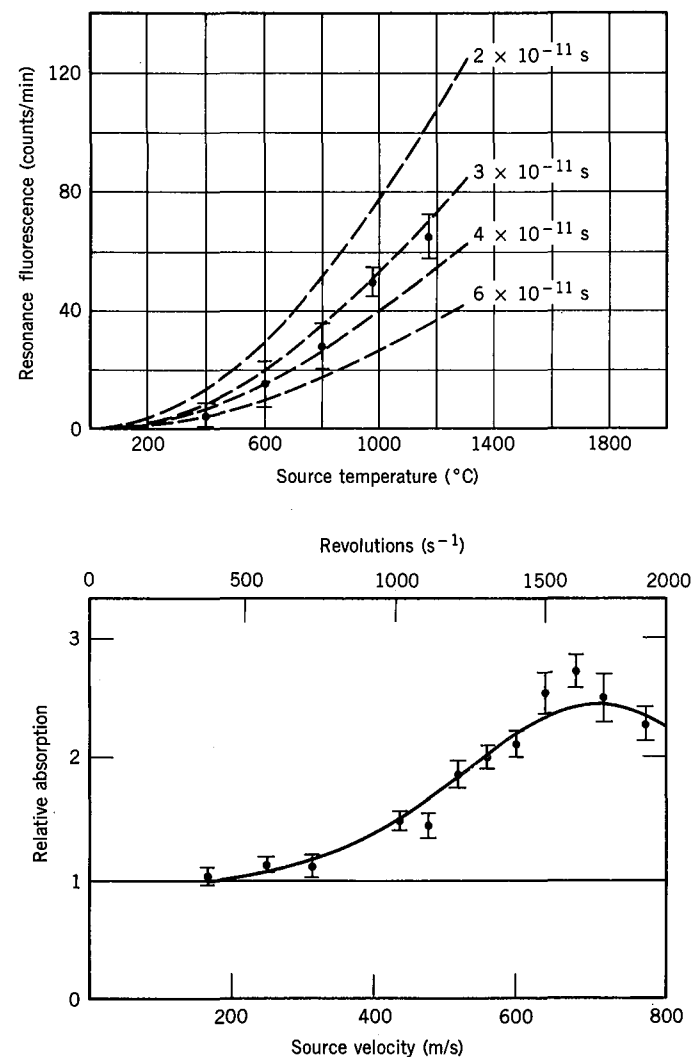 120
80
40
0
Resonance fluorescence (counts/min)
2 × 10⁻¹¹ s
3 × 10⁻¹¹ s
4 × 10⁻¹¹ s
6 × 10⁻¹¹ s
200 600 1000 1400 1800
Source temperature (°C)
Revolutions (s⁻¹)
0 500 1000 1500 2000
3
2
1
0
Relative absorption
200 400 600 800
Source velocity (m/s)